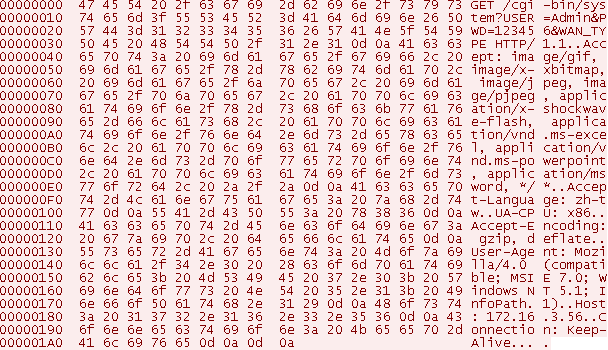 00000000 47 45 54 20 2f 63 67 69 2d 62 69 6e 2f 73 79 73 GET /cgi-bin/sys
00000010 74 65 6d 3f 55 53 45 52 3d 41 64 6d 69 6e 26 50 tem?USER=Admin&P
00000020 57 44 3d 31 32 33 34 35 36 26 57 41 4e 5f 54 59 WD=123456&WAN_TY
00000030 50 45 20 48 54 54 50 2f 31 2e 31 0d 0a 41 63 63 PE HTTP/1.1..Acc
00000040 65 70 74 3a 20 69 6d 61 67 65 2f 67 69 66 2c 20 ept: image/gif,
00000050 69 6d 61 67 65 2f 78 2d 78 62 69 74 6d 61 70 2c image/x-xbitmap,
00000060 20 69 6d 61 67 65 2f 6a 70 65 67 2c 20 69 6d 61 image/jpeg, ima
00000070 67 65 2f 70 6a 70 65 67 2c 20 61 70 70 6c 69 63 ge/pjpeg, applic
00000080 61 74 69 6f 6e 2f 78 2d 73 68 6f 63 6b 77 61 76 ation/x-shockwav
00000090 65 2d 66 6c 61 73 68 2c 20 61 70 70 6c 69 63 61 e-flash, applica
000000A0 74 69 6f 6e 2f 76 6e 64 2e 6d 73 2d 65 78 63 65 tion/vnd.ms-exce
000000B0 6c 2c 20 61 70 70 6c 69 63 61 74 69 6f 6e 2f 76 l, application/v
000000C0 6e 64 2e 6d 73 2d 70 6f 77 65 72 70 6f 69 6e 74 nd.ms-powerpoint
000000D0 2c 20 61 70 70 6c 69 63 61 74 69 6f 6e 2f 6d 73 , application/ms
000000E0 77 6f 72 64 2c 20 2a 2f 2a 0d 0a 41 63 63 65 70 word, */*..Accep
000000F0 74 2d 4c 61 6e 67 75 61 67 65 3a 20 7a 68 2d 74 t-Language: zh-t
00000100 77 0d 0a 55 41 2d 43 50 55 3a 20 78 38 36 0d 0a w..UA-CPU: x86..
00000110 41 63 63 65 70 74 2d 45 6e 63 6f 64 69 6e 67 3a Accept-Encoding:
00000120 20 67 7a 69 70 2c 20 64 65 66 6c 61 74 65 0d 0a gzip, deflate..
00000130 55 73 65 72 2d 41 67 65 6e 74 3a 20 4d 6f 7a 69 User-Agent: Mozi
00000140 6c 6c 61 2f 34 2e 30 20 28 63 6f 6d 70 61 74 69 lla/4.0 (compati
00000150 62 6c 65 3b 20 4d 53 49 45 20 37 2e 30 3b 20 57 ble; MSIE 7.0; W
00000160 69 6e 64 6f 77 73 20 4e 54 20 35 2e 31 3b 20 49 indows NT 5.1; I
00000170 6e 66 6f 50 61 74 68 2e 31 29 0d 0a 48 6f 73 74 nfoPath.1)..Host
00000180 3a 20 31 37 32 2e 31 36 2e 33 2e 35 36 0d 0a 43 : 172.16.3.56..C
00000190 6f 6e 6e 65 63 74 69 6f 6e 3a 20 4b 65 65 70 2d onnection: Keep-
000001A0 41 6c 69 76 65 0d 0a 0d 0a Alive....